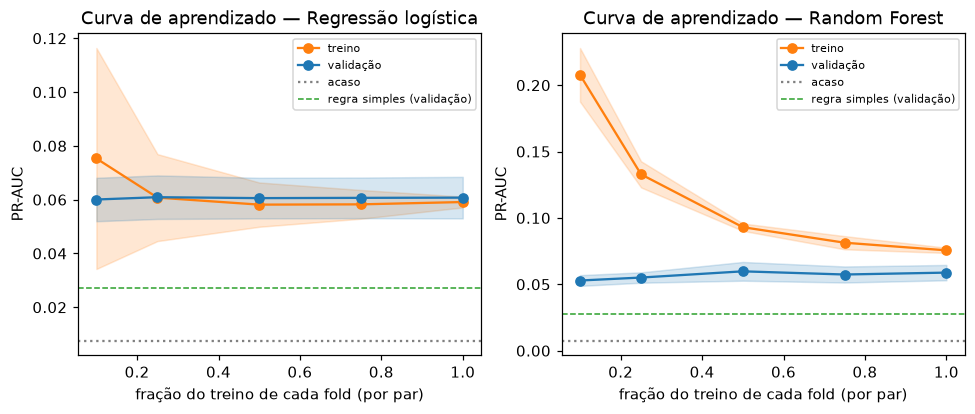 Curva de aprendizado — Regressão logística
PR-AUC
0.12
0.10
0.08
0.06
0.04
0.02
treino
validação
acaso
regra simples (validação)
0.2
0.4
0.6
0.8
1.0
fração do treino de cada fold (por par)
Curva de aprendizado — Random Forest
PR-AUC
0.20
0.15
0.10
0.05
0.00
treino
validação
acaso
regra simples (validação)
0.2
0.4
0.6
0.8
1.0
fração do treino de cada fold (por par)